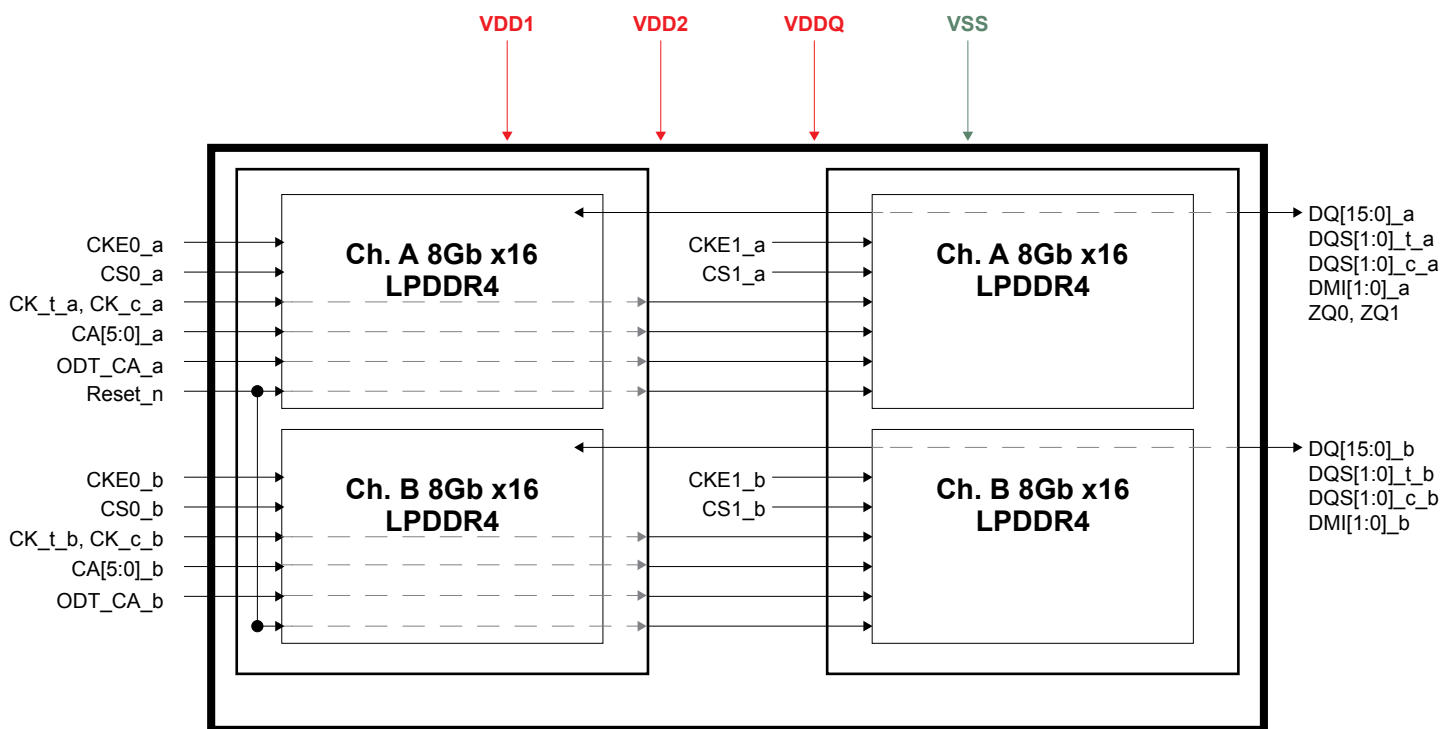 VDD1
VDD2
VDDQ
VSS
CKE0_a
CS0_a
CK_t_a, CK_c_a
CA[5:0]_a
ODT_CA_a
Reset_n
Ch. A 8Gb x16
LPDDR4
CKE1_a
CS1_a
Ch. A 8Gb x16
LPDDR4
DQ[15:0]_a
DQS[1:0]_t_a
DQS[1:0]_c_a
DMI[1:0]_a
ZQ0, ZQ1
CKE0_b
CS0_b
CK_t_b, CK_c_b
CA[5:0]_b
ODT_CA_b
Ch. B 8Gb x16
LPDDR4
CKE1_b
CS1_b
Ch. B 8Gb x16
LPDDR4
DQ[15:0]_b
DQS[1:0]_t_b
DQS[1:0]_c_b
DMI[1:0]_b